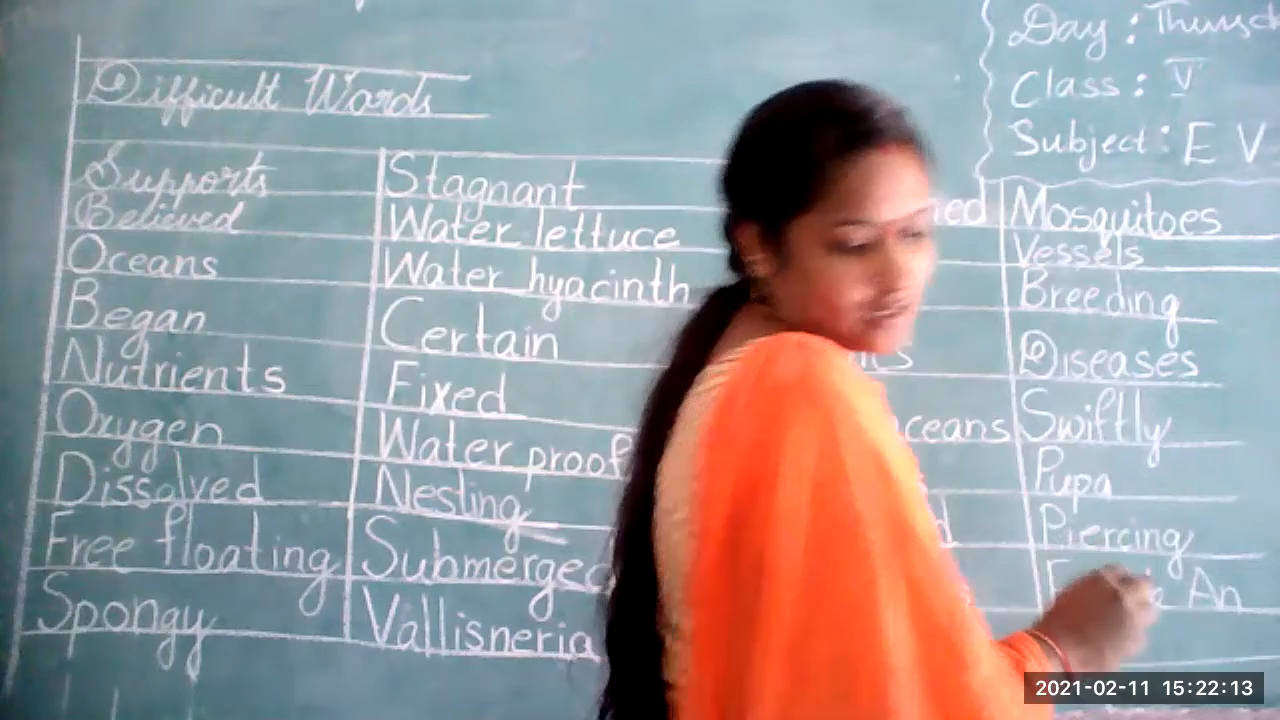 Day :
Class : V
Subject : E V
Difficult Words
Supports
Believed
Oceans
Began
Nutrients
Oxygen
Dissolved
Free floating
Spongy
Stagnant
Water lettuce
Water hyacinth
Certain
Fixed
Water proof
Nesting
Submerged
Vallisneria
ceans
Mosquitoes
Vessels
Breeding
Diseases
Swiftly
Pupa
Piercing
An
2021-02-11 15:22:13